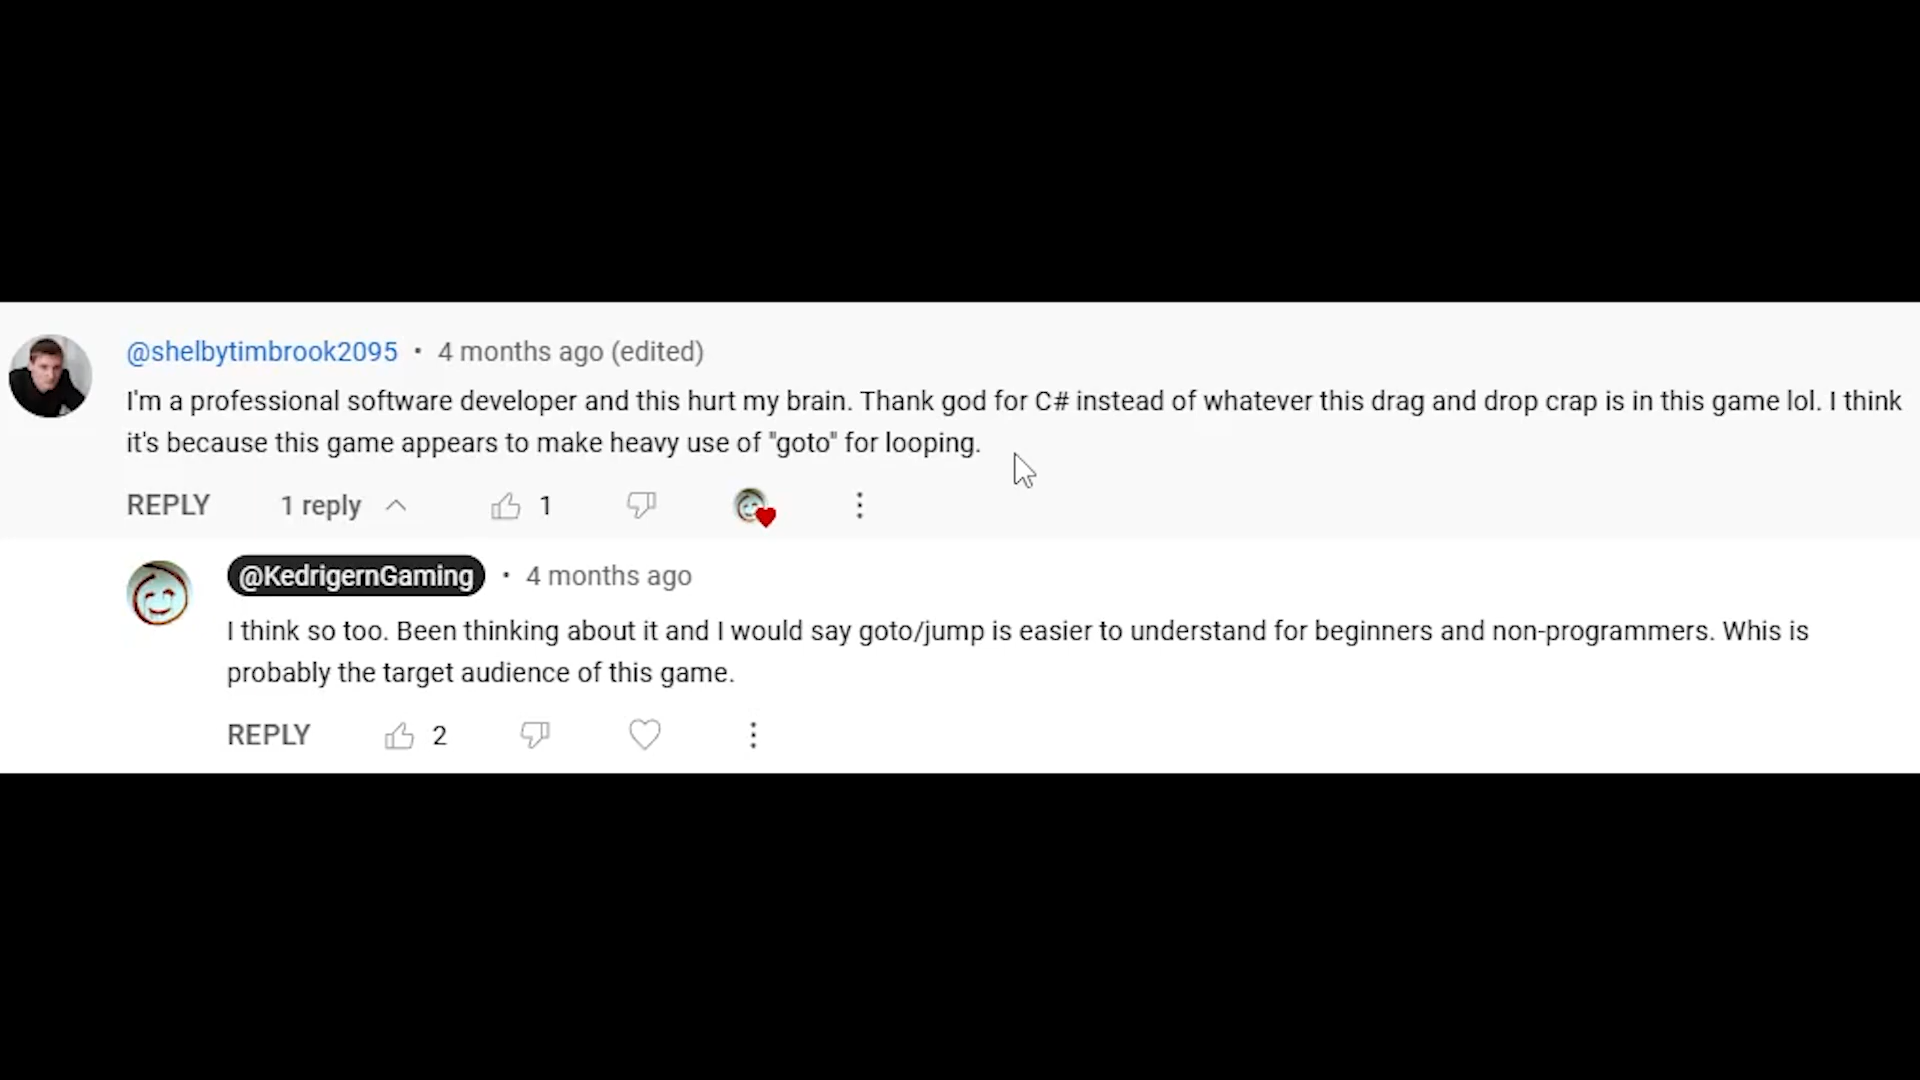 @shelbytimbrook2095 • 4 months ago (edited)
I'm a professional software developer and this hurt my brain. Thank god for C# instead of whatever this drag and drop crap is in this game lol. I think
it's because this game appears to make heavy use of "goto" for looping.
REPLY 1 reply 1
@KedrigernGaming • 4 months ago
I think so too. Been thinking about it and I would say goto/jump is easier to understand for beginners and non-programmers. Whis is
probably the target audience of this game.
REPLY 2